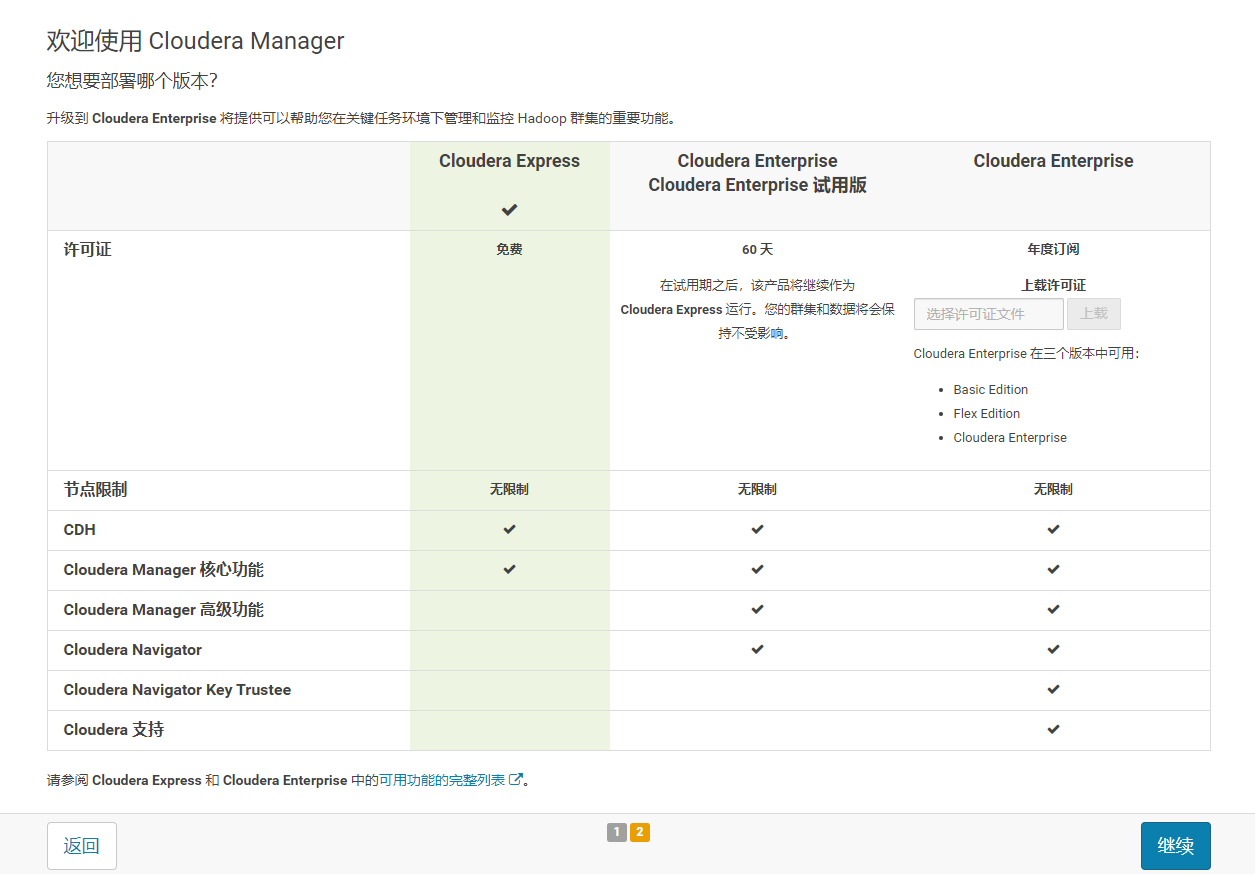 欢迎使用 Cloudera Manager
您想要部署哪个版本？
升级到 Cloudera Enterprise 将提供可以帮助您在关键任务环境下管理和监控 Hadoop 群集的重要功能。
Cloudera Express
Cloudera Enterprise
Cloudera Enterprise 试用版
Cloudera Enterprise
许可证
免费
60 天
在试用期之后，该产品将继续作为
Cloudera Express 运行。您的群集和数据将会保
持不受影响。
年度订阅
上载许可证
选择许可证文件 上载
Cloudera Enterprise 在三个版本中可用：
• Basic Edition
• Flex Edition
• Cloudera Enterprise
节点限制 无限制 无限制 无限制
CDH
Cloudera Manager 核心功能
Cloudera Manager 高级功能
Cloudera Navigator
Cloudera Navigator Key Trustee
Cloudera 支持
请参阅 Cloudera Express 和 Cloudera Enterprise 中的可用功能的完整列表。
返回 1 2 继续